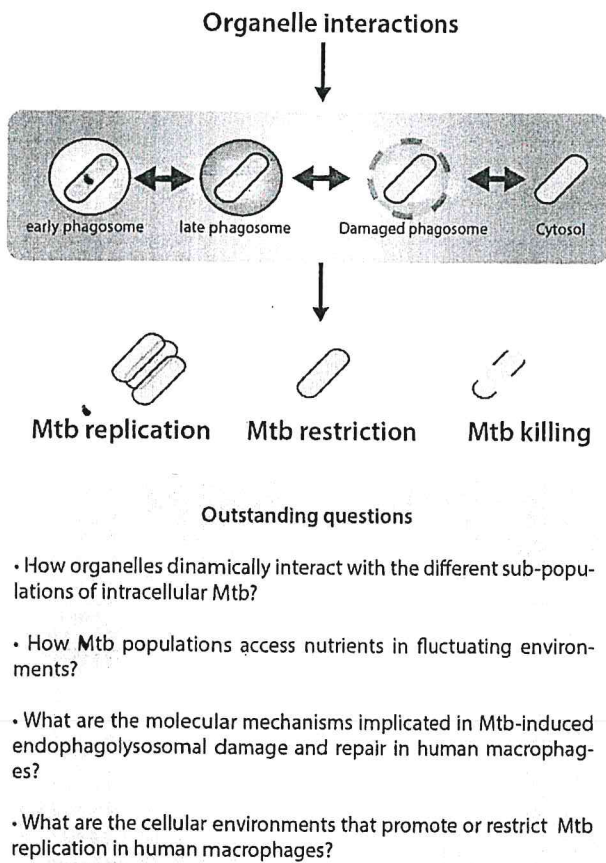 Organelle interactions
early phagosome
late phagosome
Damaged phagosome
Cytosol
Mtb replication
Mtb restriction
Mtb killing
Outstanding questions
• How organelles dinamically interact with the different sub-popu-
lations of intracellular Mtb?
• How Mtb populations access nutrients in fluctuating environ-
ments?
• What are the molecular mechanisms implicated in Mtb-induced
endophagolysosomal damage and repair in human macrophag-
es?
• What are the cellular environments that promote or restrict Mtb
replication in human macrophages?